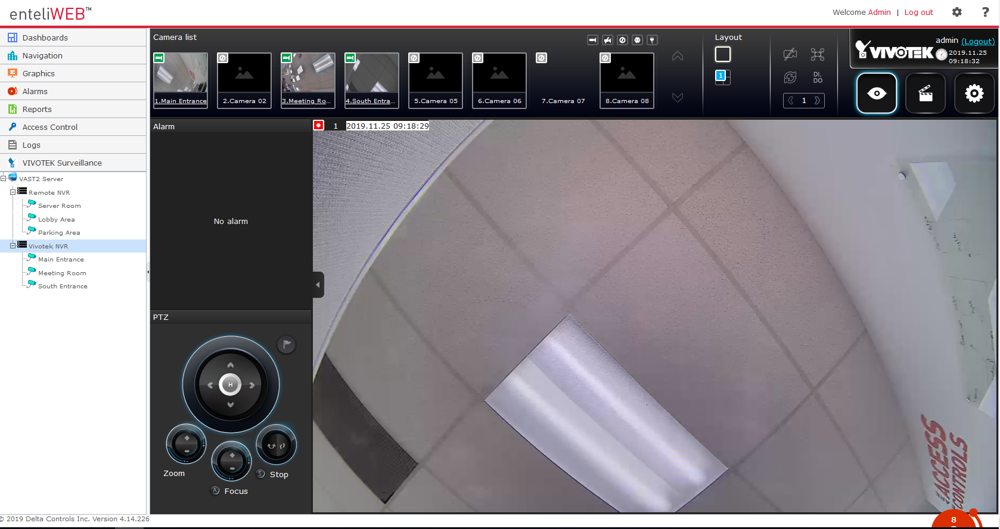 enteliWEB™
Welcome Admin | Log out
?
Dashboards
Navigation
Graphics
Alarms
Reports
Access Control
Logs
VIVOTEK Surveillance
VAST2 Server
Remote NVR
Server Room
Lobby Area
Parking Area
Vivotek NVR
Main Entrance
Meeting Room
South Entrance
Camera list
1.Main Entrance
2.Camera 02
3.Meeting Ro...
4.South Entra...
5.Camera 05
6.Camera 06
7.Camera 07
8.Camera 08
Layout
1
DI.
DO
1
VIVOTEK
admin (Logout)
2019.11.25
09:18:32
Alarm
No alarm
1 2019.11.25 09:18:29
PTZ
H
Zoom
A Focus
S Stop
ACCESS
CONTROLS
8
© 2019 Delta Controls Inc. Version 4.14.226